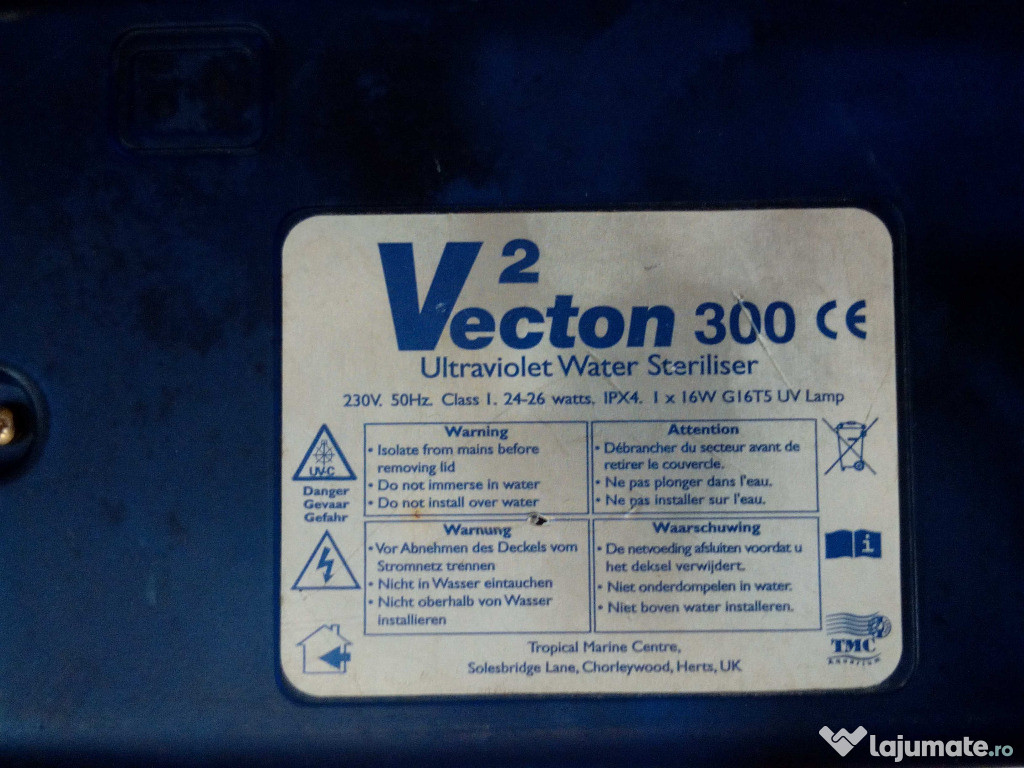 V² Vecton 300 CE
Ultraviolet Water Steriliser
230V. 50Hz. Class 1. 24-26 watts. IPX4. 1 x 16W G16T5 UV Lamp
UV-C
Danger
Gevaar
Gefahr
Warning
• Isolate from mains before
removing lid
• Do not immerse in water
• Do not install over water
Attention
• Débrancher du secteur avant de
retirer le couvercle.
• Ne pas plonger dans l'eau.
• Ne pas installer sur l'eau.
Warnung
• Vor Abnehmen des Deckels vom
Stromnetz trennen
• Nicht in Wasser eintauchen
• Nicht oberhalb von Wasser
installieren
Waarschuwing
• De netvoeding afsluiten voordat u
het deksel verwijdert.
• Niet onderdompelen in water.
• Niet boven water installeren.
i
TMC
Aquarium
Tropical Marine Centre,
Solesbridge Lane, Chorleywood, Herts, UK
lajumate.ro